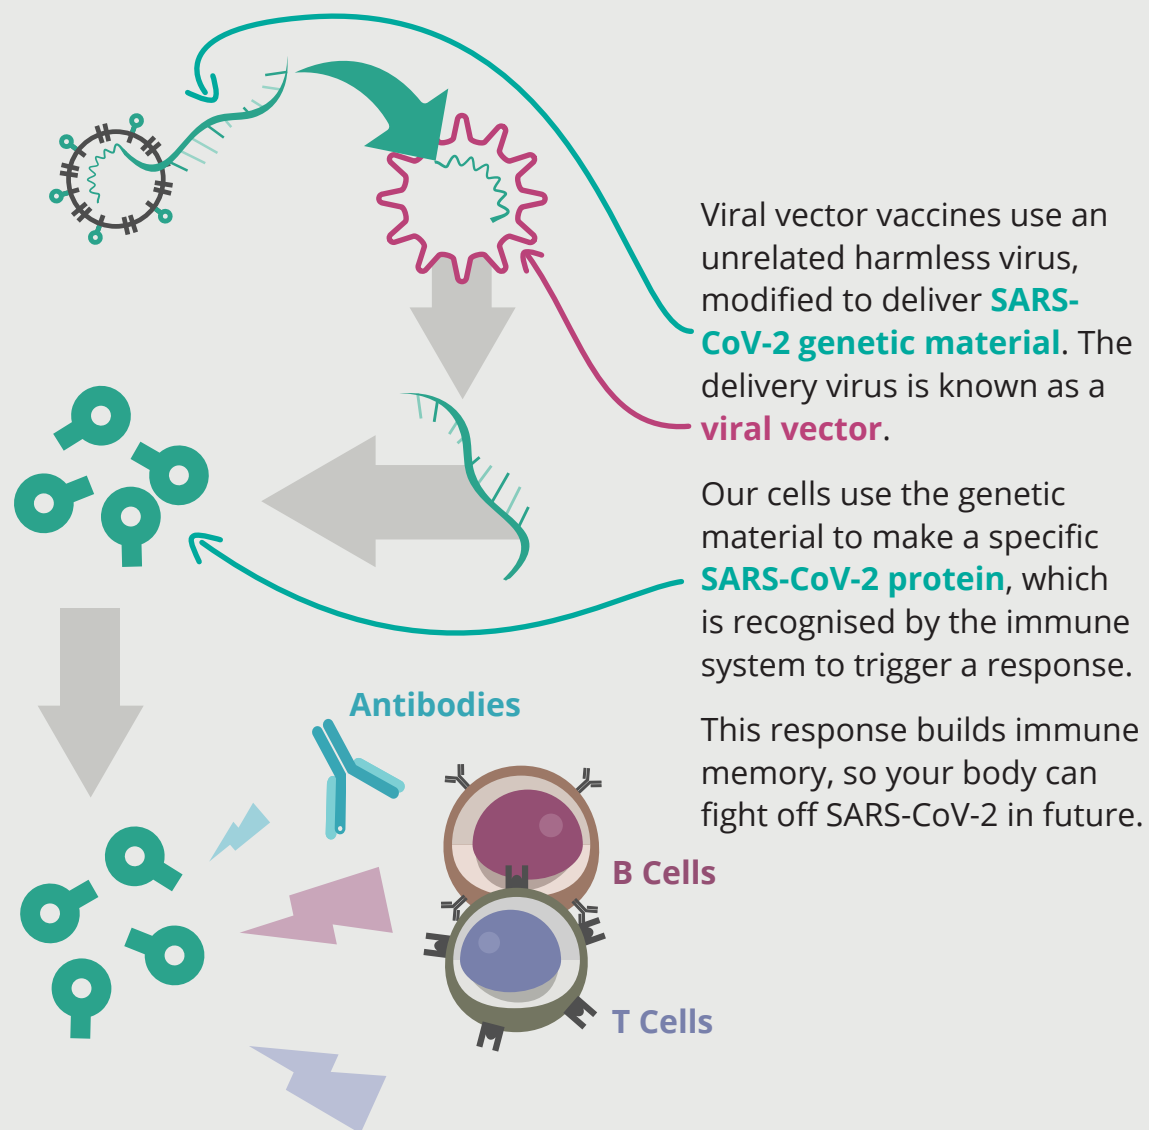 Viral vector vaccines use an
unrelated harmless virus,
modified to deliver SARS-
CoV-2 genetic material. The
delivery virus is known as a
viral vector.
Our cells use the genetic
material to make a specific
SARS-CoV-2 protein, which
is recognised by the immune
system to trigger a response.
This response builds immune
memory, so your body can
fight off SARS-CoV-2 in future.
Antibodies
B Cells
T Cells